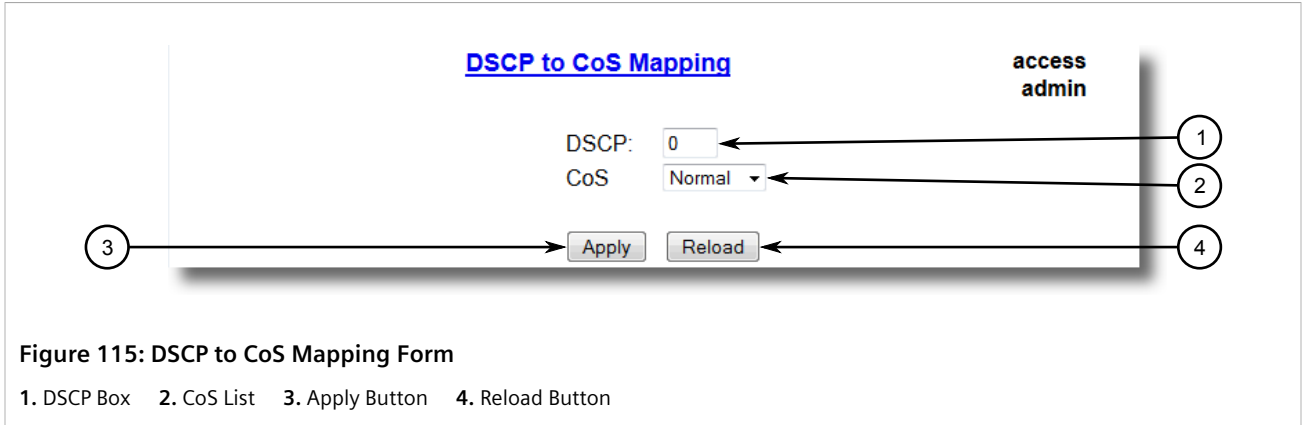 DSCP to CoS Mapping
access
admin
DSCP: 0
1
CoS Normal
2
3
Apply Reload
4
Figure 115: DSCP to CoS Mapping Form
1. DSCP Box 2. CoS List 3. Apply Button 4. Reload Button